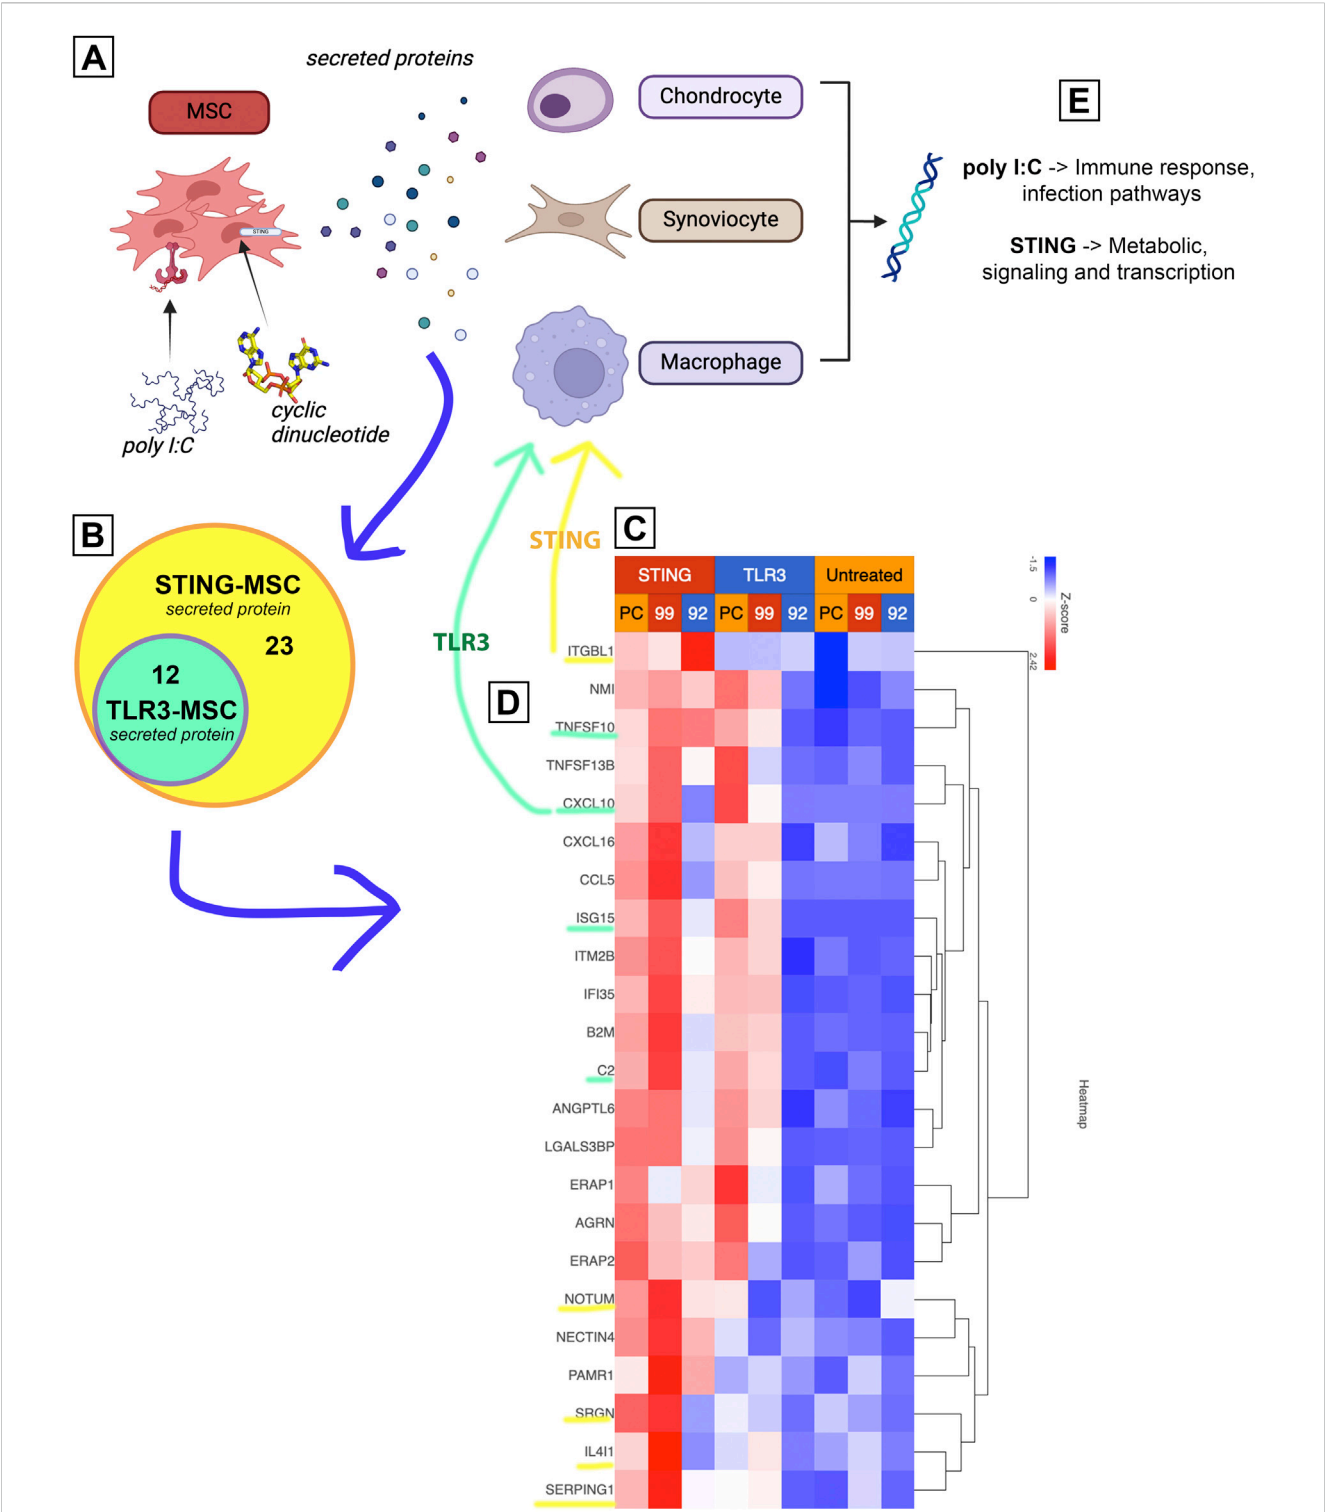 A
secreted proteins
MSC
STING
poly I:C
cyclic
dinucleotide
Chondrocyte
Synoviocyte
Macrophage
E
poly I:C -> Immune response,
infection pathways
STING -> Metabolic,
signaling and transcription
B
STING-MSC
secreted protein
23
12
TLR3-MSC
secreted protein
STING
TLR3
D
C
STING TLR3 Untreated
PC 99 92 PC 99 92 PC 99 92
-1.5 0 2.42
Z-score
ITGBL1
NMI
TNFSF10
TNFSF13B
CXCL10
CXCL16
CCL5
ISG15
ITM2B
IFI35
B2M
C2
ANGPTL6
LGALS3BP
ERAP1
AGRN
ERAP2
NOTUM
NECTIN4
PAMR1
SRGN
IL4I1
SERPING1
Heatmap